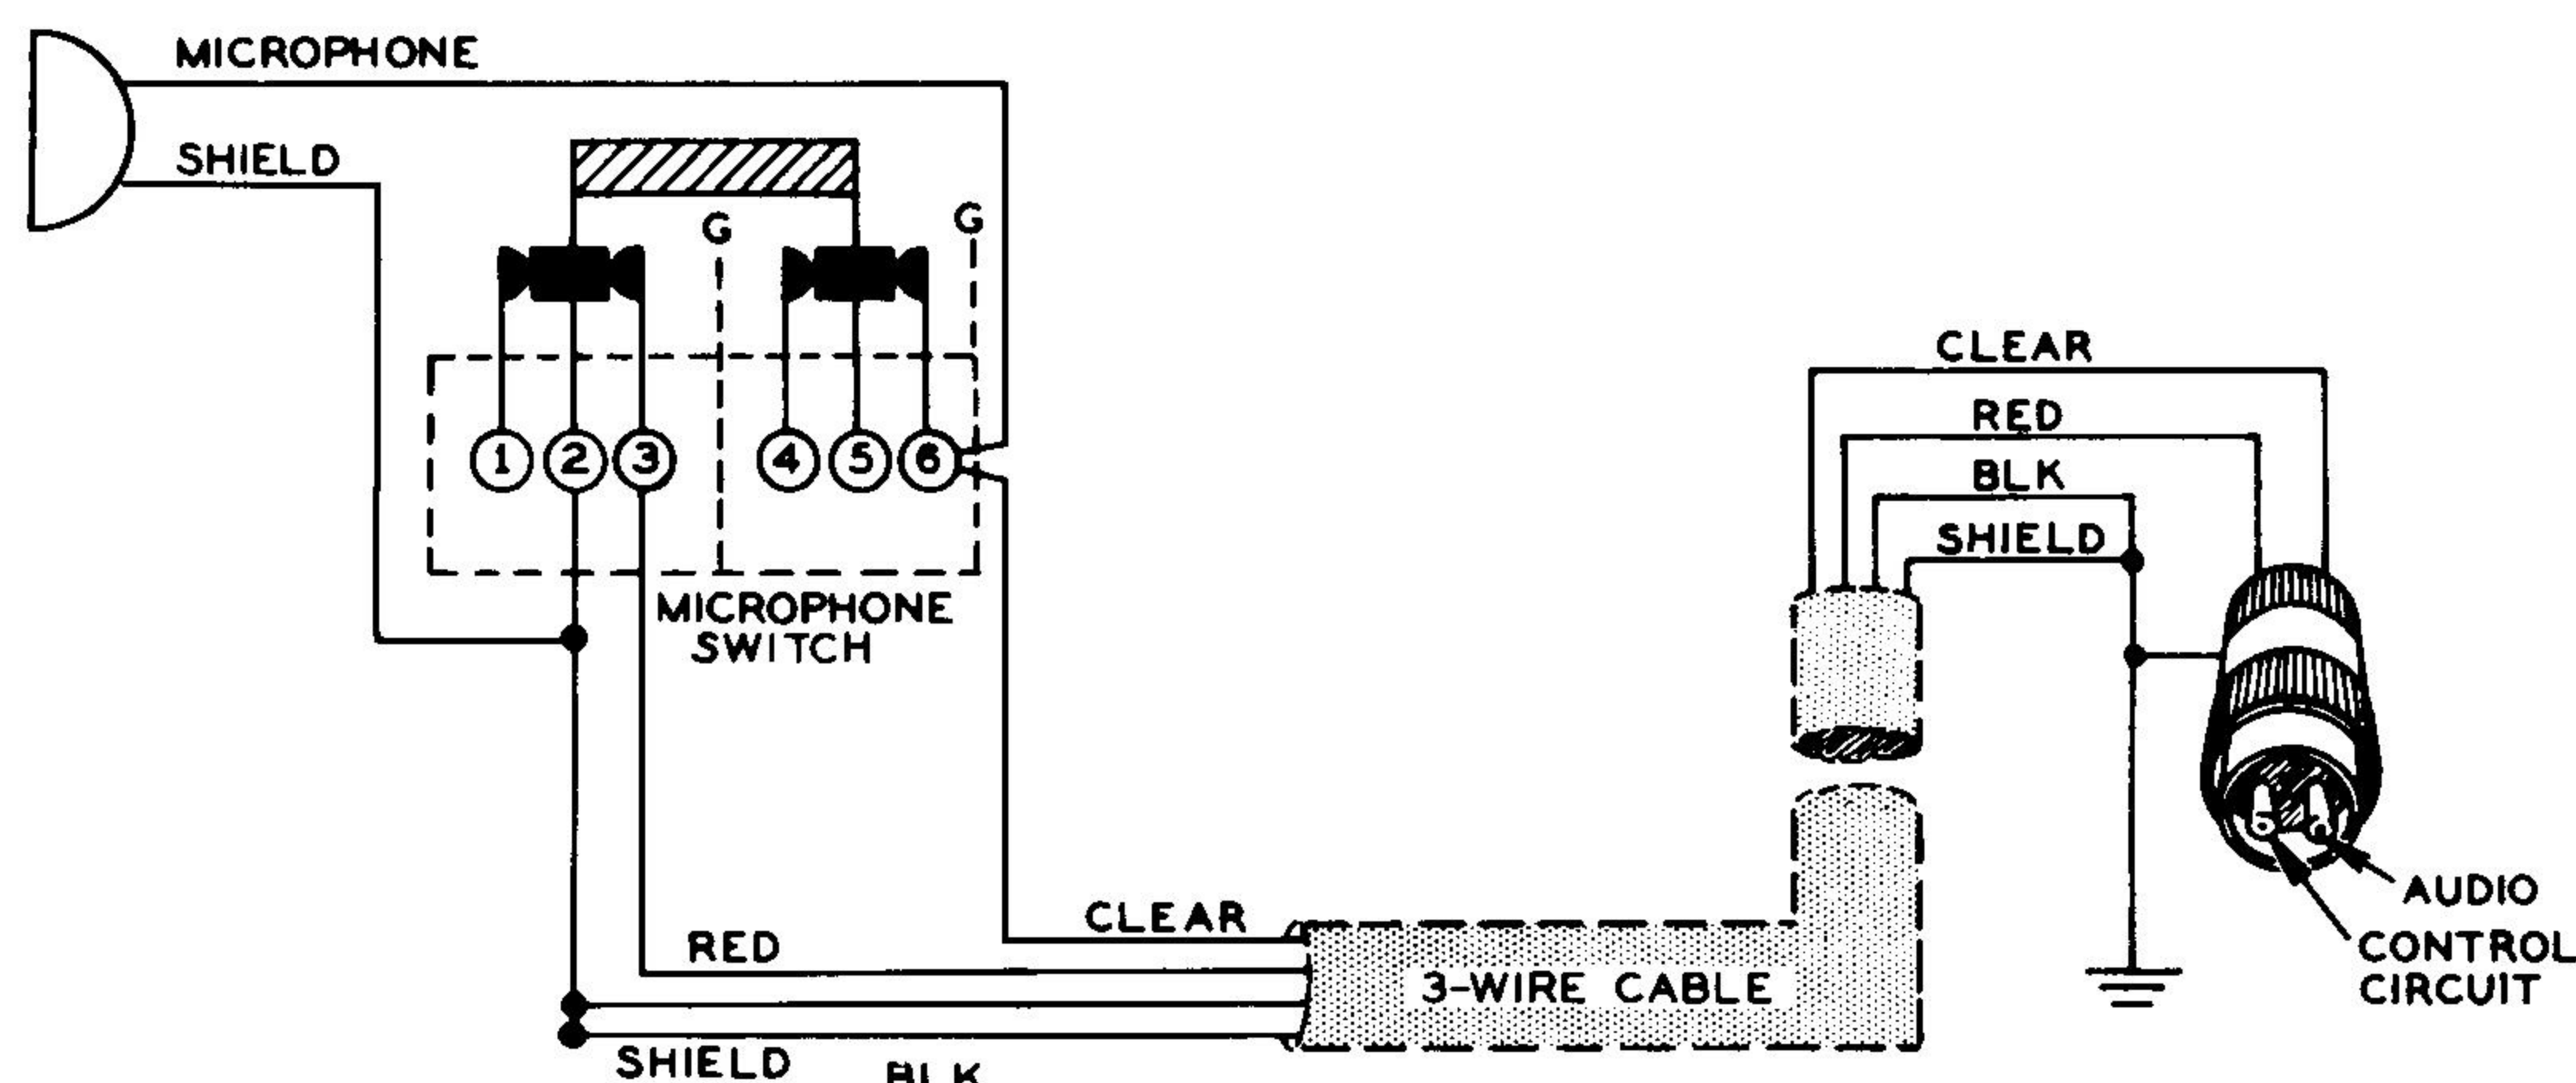 MICROPHONE
SHIELD
G
G
1 2 3 4 5 6
MICROPHONE
SWITCH
CLEAR
RED
BLK
SHIELD
AUDIO
CONTROL
CIRCUIT
CLEAR
RED
3-WIRE CABLE
SHIELD
BLK